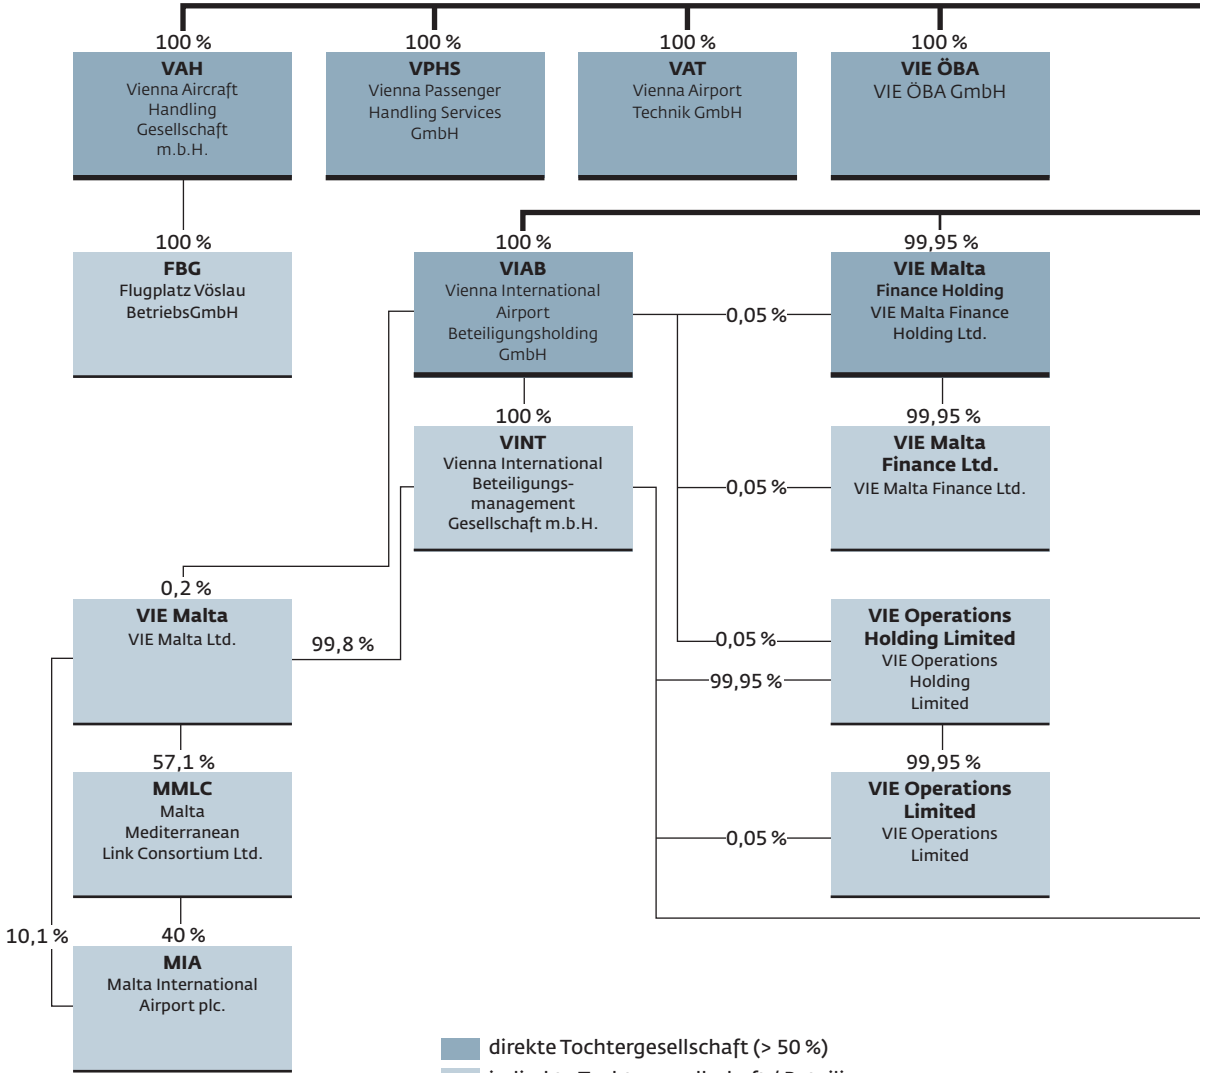 100 %
VAH
Vienna Aircraft
Handling
Gesellschaft
m.b.H.
100 %
VPHS
Vienna Passenger
Handling Services
GmbH
100 %
VAT
Vienna Airport
Technik GmbH
100 %
VIE ÖBA
VIE ÖBA GmbH
100 %
FBG
Flugplatz Vöslau
BetriebsGmbH
100 %
VIAB
Vienna International
Airport
Beteiligungsholding
GmbH
0,05 %
99,95 %
VIE Malta
Finance Holding
VIE Malta Finance
Holding Ltd.
100 %
VINT
Vienna International
Beteiligungs-
management
Gesellschaft m.b.H.
0,05 %
99,95 %
VIE Malta
Finance Ltd.
VIE Malta Finance Ltd.
0,2 %
VIE Malta
VIE Malta Ltd.
99,8 %
0,05 %
99,95 %
VIE Operations
Holding Limited
VIE Operations
Holding
Limited
57,1 %
MMLC
Malta
Mediterranean
Link Consortium Ltd.
0,05 %
99,95 %
VIE Operations
Limited
VIE Operations
Limited
10,1 %
40 %
MIA
Malta International
Airport plc.
direkte Tochtergesellschaft (> 50 %)